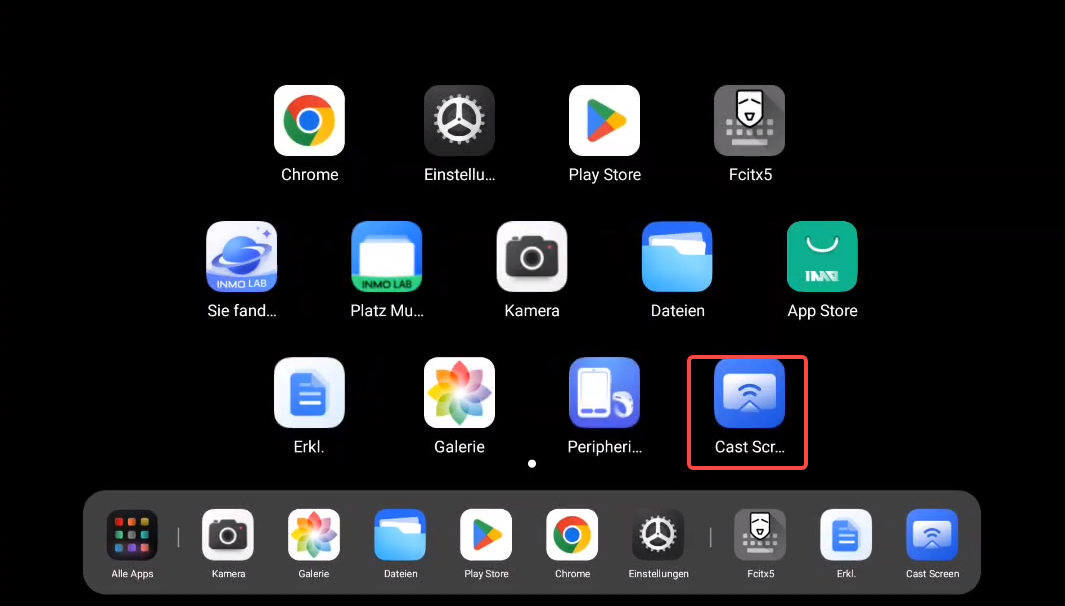 Chrome
Einstellu...
Play Store
Fcitx5
INMO LAB
INMO LAB
INMO
Sie fand...
Platz Mu...
Kamera
Dateien
App Store
Erkl.
Galerie
Peripheri...
Cast Scr...
Alle Apps
Kamera
Galerie
Dateien
Play Store
Chrome
Einstellungen
Fcitx5
Erkl.
Cast Screen